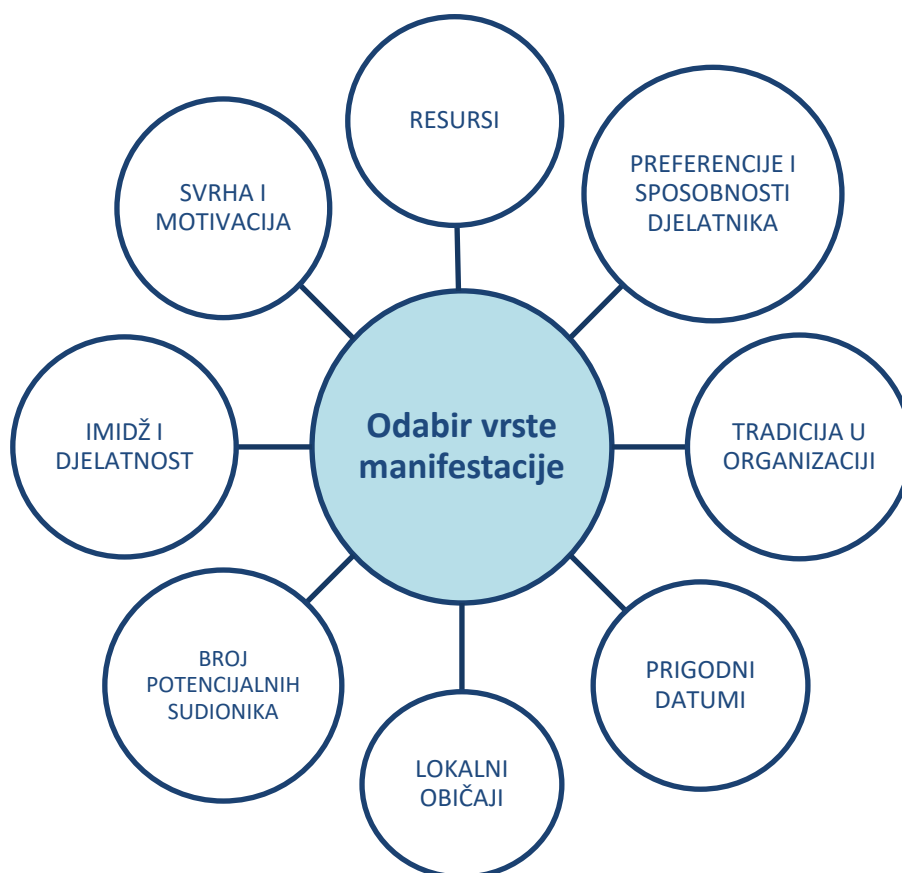 RESURSI
PREFERENCIJE I
SPOSOBNOSTI
DJELATNIKA
SVRHA I
MOTIVACIJA
Odabir vrste
manifestacije
IMIDŽ I
DJELATNOST
TRADICIJA U
ORGANIZACIJI
BROJ
POTENCIJALNIH
SUDIONIKA
PRIGODNI
DATUMI
LOKALNI
OBIČAJI